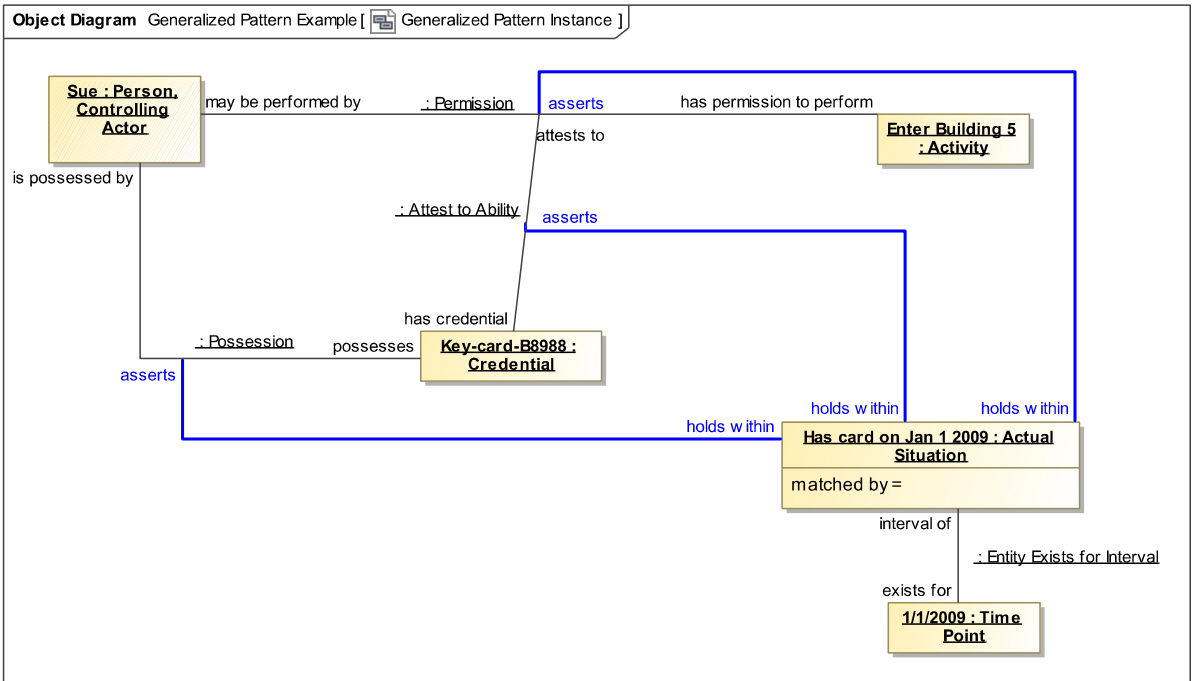 Object Diagram Generalized Pattern Example [ Generalized Pattern Instance ]
Sue : Person,
Controlling
Actor
may be performed by
: Permission
asserts
has permission to perform
Enter Building 5
: Activity
attests to
is possessed by
: Attest to Ability
asserts
has credential
: Possession
possesses
Key-card-B8988 :
Credential
asserts
holds within
holds within
holds within
Has card on Jan 1 2009 : Actual
Situation
matched by =
interval of
: Entity Exists for Interval
exists for
1/1/2009 : Time
Point